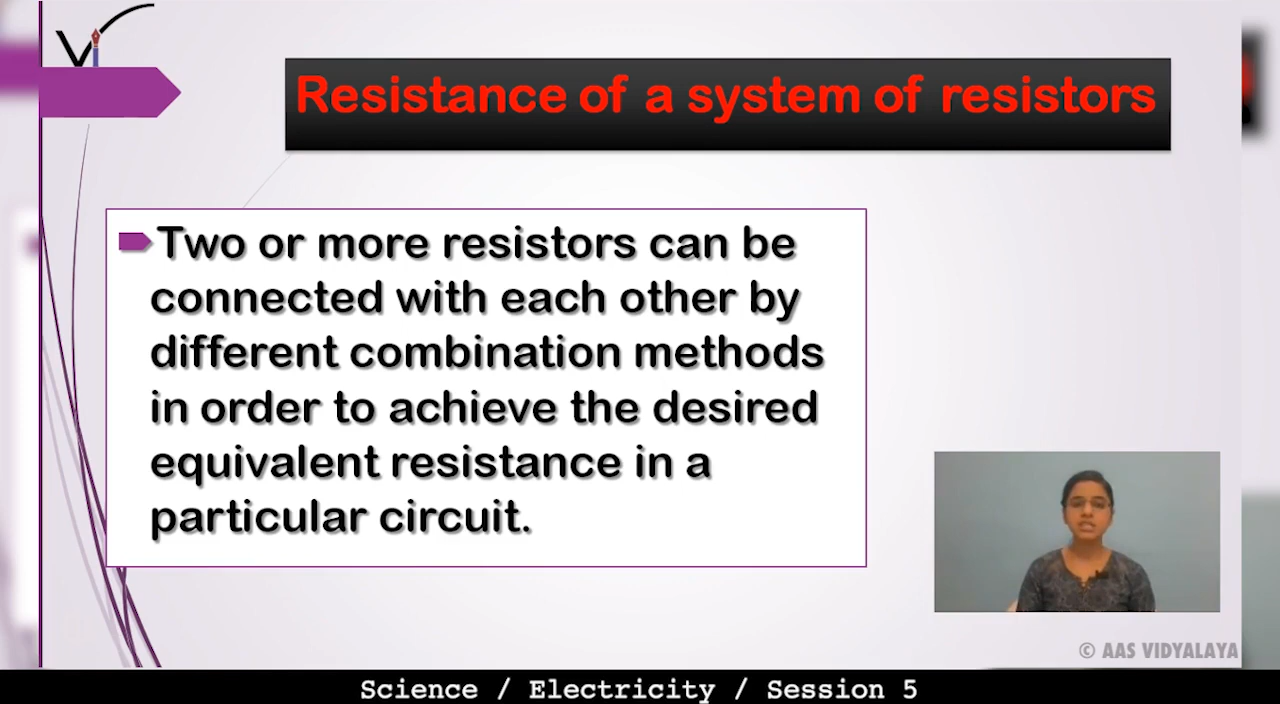 Resistance of a system of resistors
Two or more resistors can be
connected with each other by
different combination methods
in order to achieve the desired
equivalent resistance in a
particular circuit.
© AAS VIDYALAYA
Science / Electricity / Session 5